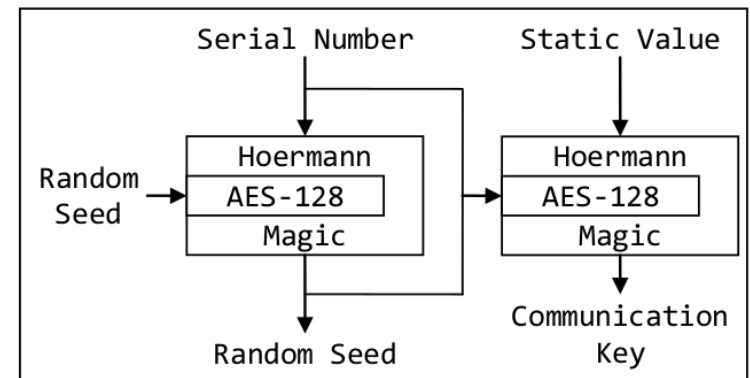 Serial Number
Static Value
Random
Seed
Hoermann
AES-128
Magic
Hoermann
AES-128
Magic
Random Seed
Communication
Key